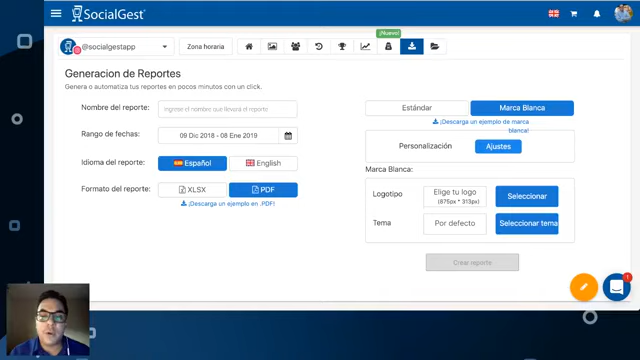 SocialGest
¡Nuevo!
@socialgestapp
Zona horaria
Generacion de Reportes
Genera o automatiza tus reportes en pocos minutos con un click.
Nombre del reporte:
Ingrese el nombre que llevará el reporte
Estándar
Marca Blanca
¡Descarga un ejemplo de marca
blanca!
Rango de fechas:
09 Dic 2018 - 08 Ene 2019
Personalización
Ajustes
Idioma del reporte:
Español
English
Marca Blanca:
Formato del reporte:
XLSX
PDF
¡Descarga un ejemplo en .PDF!
Logotipo
Elige tu logo
(875px * 313px)
Seleccionar
Tema
Por defecto
Seleccionar tema
Crear reporte
1